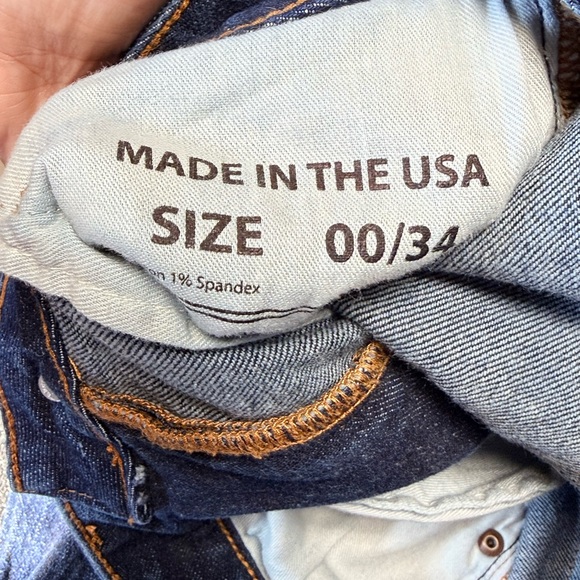 MADE IN THE USA
SIZE 00/34
1% Spandex